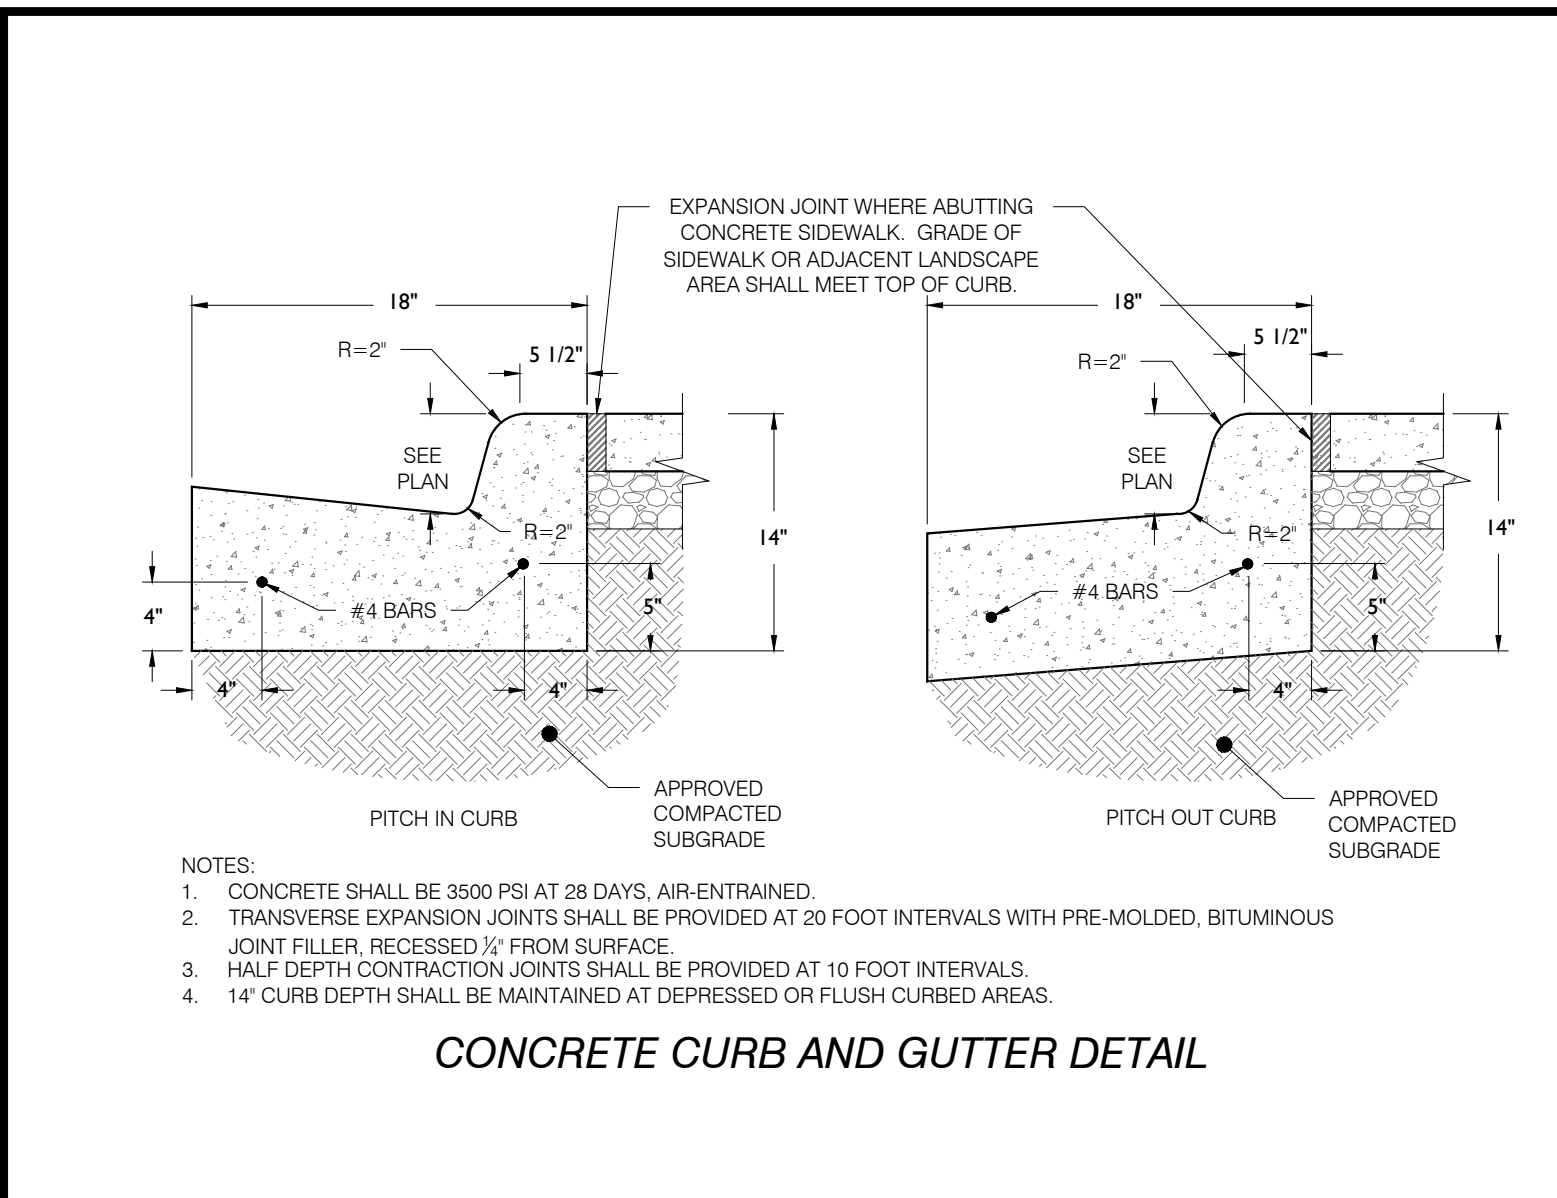 EXPANSION JOINT WHERE ABUTTING
CONCRETE SIDEWALK. GRADE OF
SIDEWALK OR ADJACENT LANDSCAPE
AREA SHALL MEET TOP OF CURB.
18"
R=2"
5 1/2"
SEE
PLAN
R=2"
14"
#4 BARS
4"
5"
4"
4"
APPROVED
COMPACTED
SUBGRADE
PITCH IN CURB
18"
5 1/2"
R=2"
SEE
PLAN
R=2"
14"
#4 BARS
5"
4"
APPROVED
COMPACTED
SUBGRADE
PITCH OUT CURB
NOTES:
1. CONCRETE SHALL BE 3500 PSI AT 28 DAYS, AIR-ENTRAINED.
2. TRANSVERSE EXPANSION JOINTS SHALL BE PROVIDED AT 20 FOOT INTERVALS WITH PRE-MOLDED, BITUMINOUS
JOINT FILLER, RECESSED ¼" FROM SURFACE.
3. HALF DEPTH CONTRACTION JOINTS SHALL BE PROVIDED AT 10 FOOT INTERVALS.
4. 14" CURB DEPTH SHALL BE MAINTAINED AT DEPRESSED OR FLUSH CURBED AREAS.
CONCRETE CURB AND GUTTER DETAIL